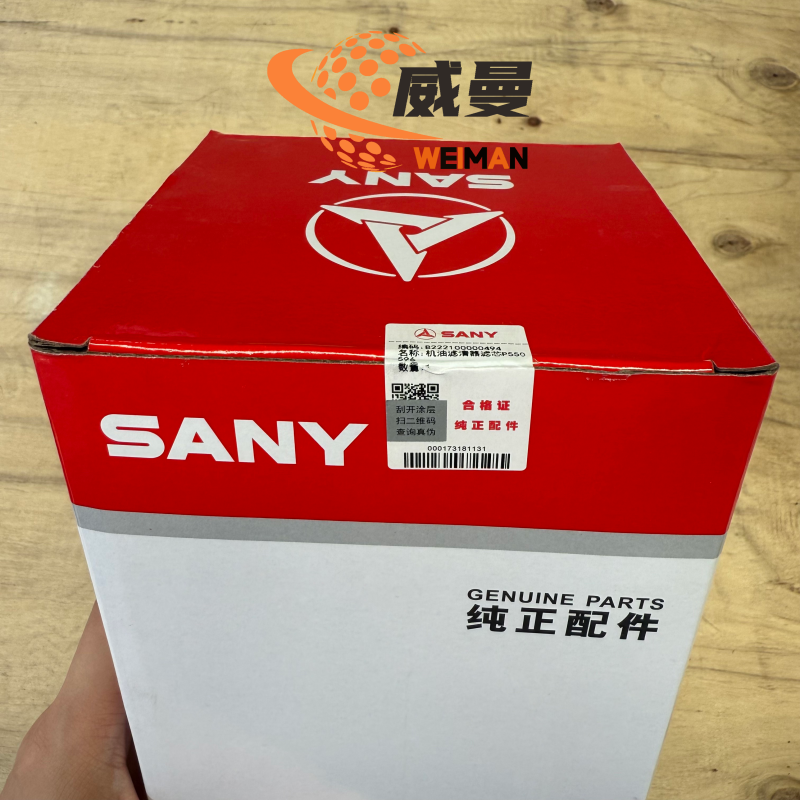 威曼
WEIMAN
SANY
SANY
编码:B222100000494
名称:机油滤清器滤芯P550
596
数量:1
刮开涂层
扫二维码
查询真伪
合格证
纯正配件
000173181131
SANY
GENUINE PARTS
纯正配件